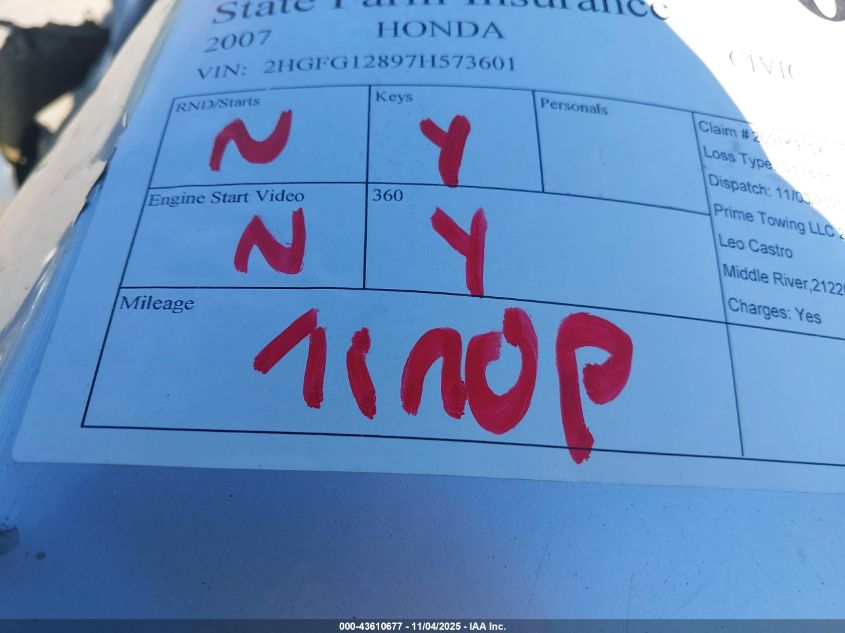 State Farm Insurance
2007 HONDA
CIVIC
VIN: 2HGFG12897H573601
RND/Starts Keys Personals
N Y
Claim #
Loss Type
Engine Start Video 360
N Y
Dispatch: 11/03
Prime Towing LLC
Leo Castro
Middle River,2122
Charges: Yes
Mileage
000-43610677 - 11/04/2025 - IAA Inc.